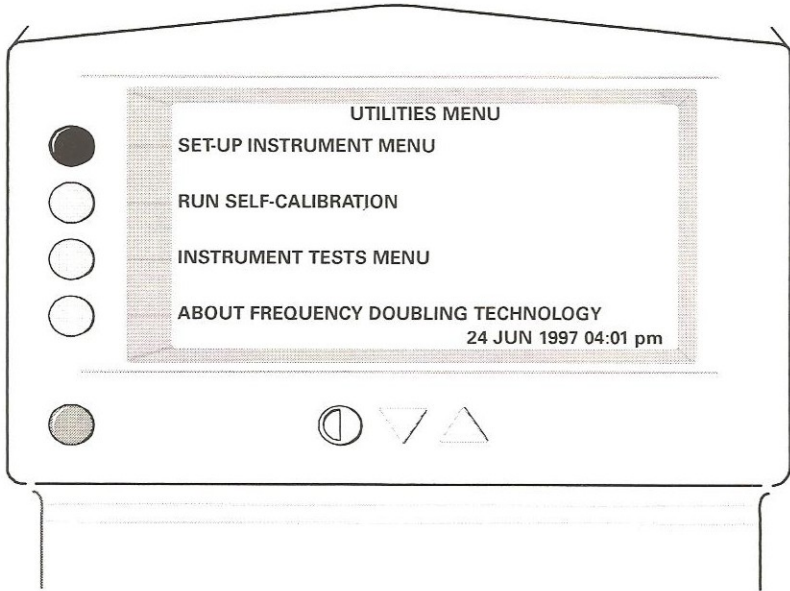 UTILITIES MENU
SET-UP INSTRUMENT MENU
RUN SELF-CALIBRATION
INSTRUMENT TESTS MENU
ABOUT FREQUENCY DOUBLING TECHNOLOGY
24 JUN 1997 04:01 pm